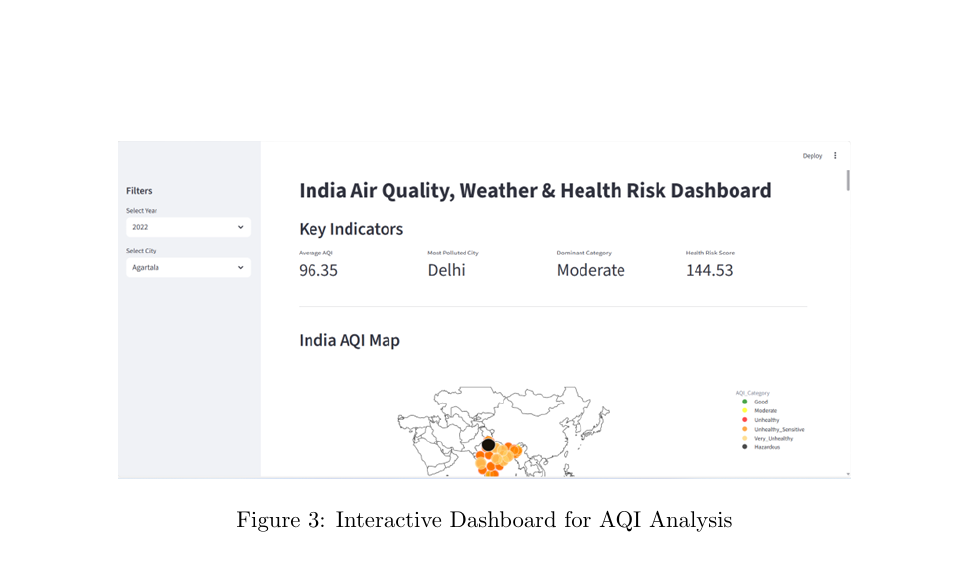 Deploy
Filters
Select Year
2022
Select City
Agartala
India Air Quality, Weather & Health Risk Dashboard
Key Indicators
Average AQI
96.35
Most Polluted City
Delhi
Dominant Category
Moderate
Health Risk Score
144.53
India AQI Map
AQI_Category
Good
Moderate
Unhealthy
Unhealthy_Sensitive
Very_Unhealthy
Hazardous
Figure 3: Interactive Dashboard for AQI Analysis